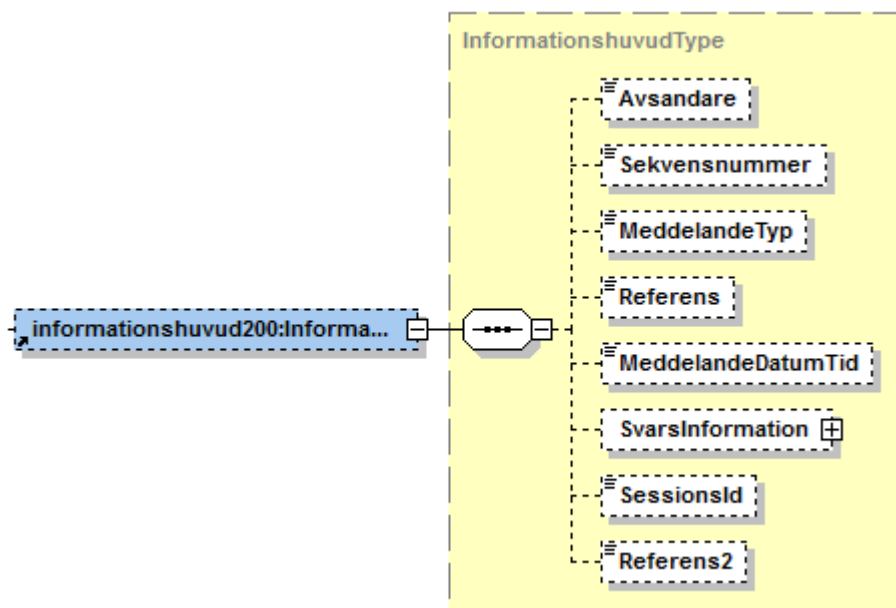 InformationshuvudType
Avsandare
Sekvensnummer
MeddelandeTyp
Referens
informationshuvud200:Informa...
MeddelandeDatumTid
SvarsInformation
SessionsId
Referens2